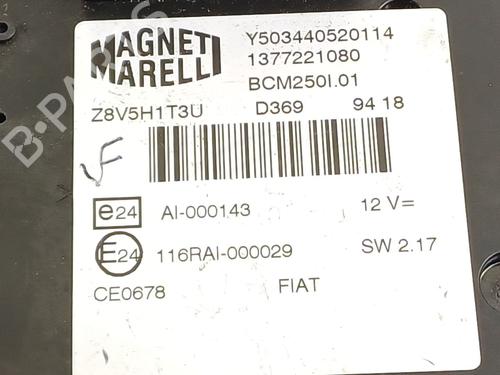 MAGNETI MARELLI
Y503440520114
1377221080
BCM250I.01
Z8V5H1T3U D369 94 18
e24 AI-000143 12 V=
E24 116RAI-000029 SW 2.17
CE0678 FIAT
B-PARTS